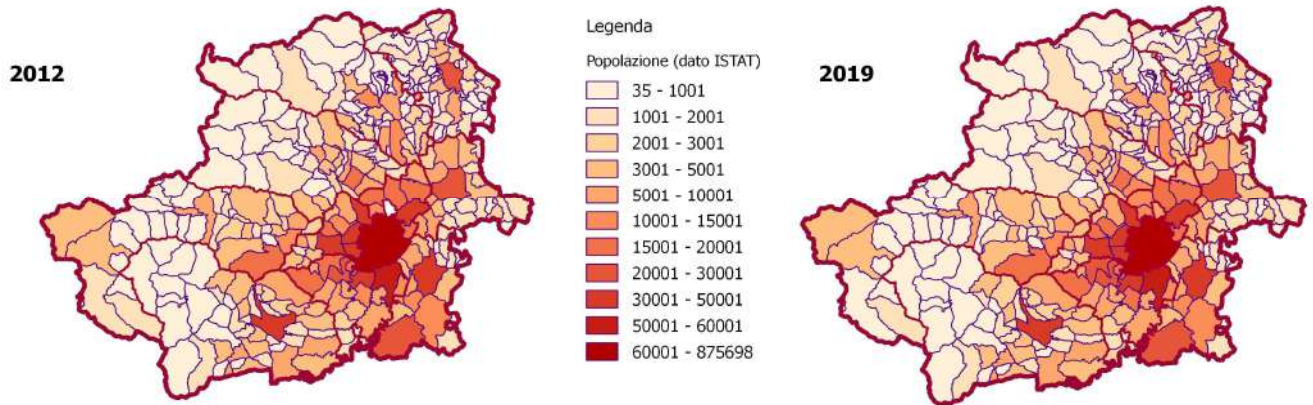 2012
Legenda
Popolazione (dato ISTAT)
35 - 1001
1001 - 2001
2001 - 3001
3001 - 5001
5001 - 10001
10001 - 15001
15001 - 20001
20001 - 30001
30001 - 50001
50001 - 60001
60001 - 875698
2019